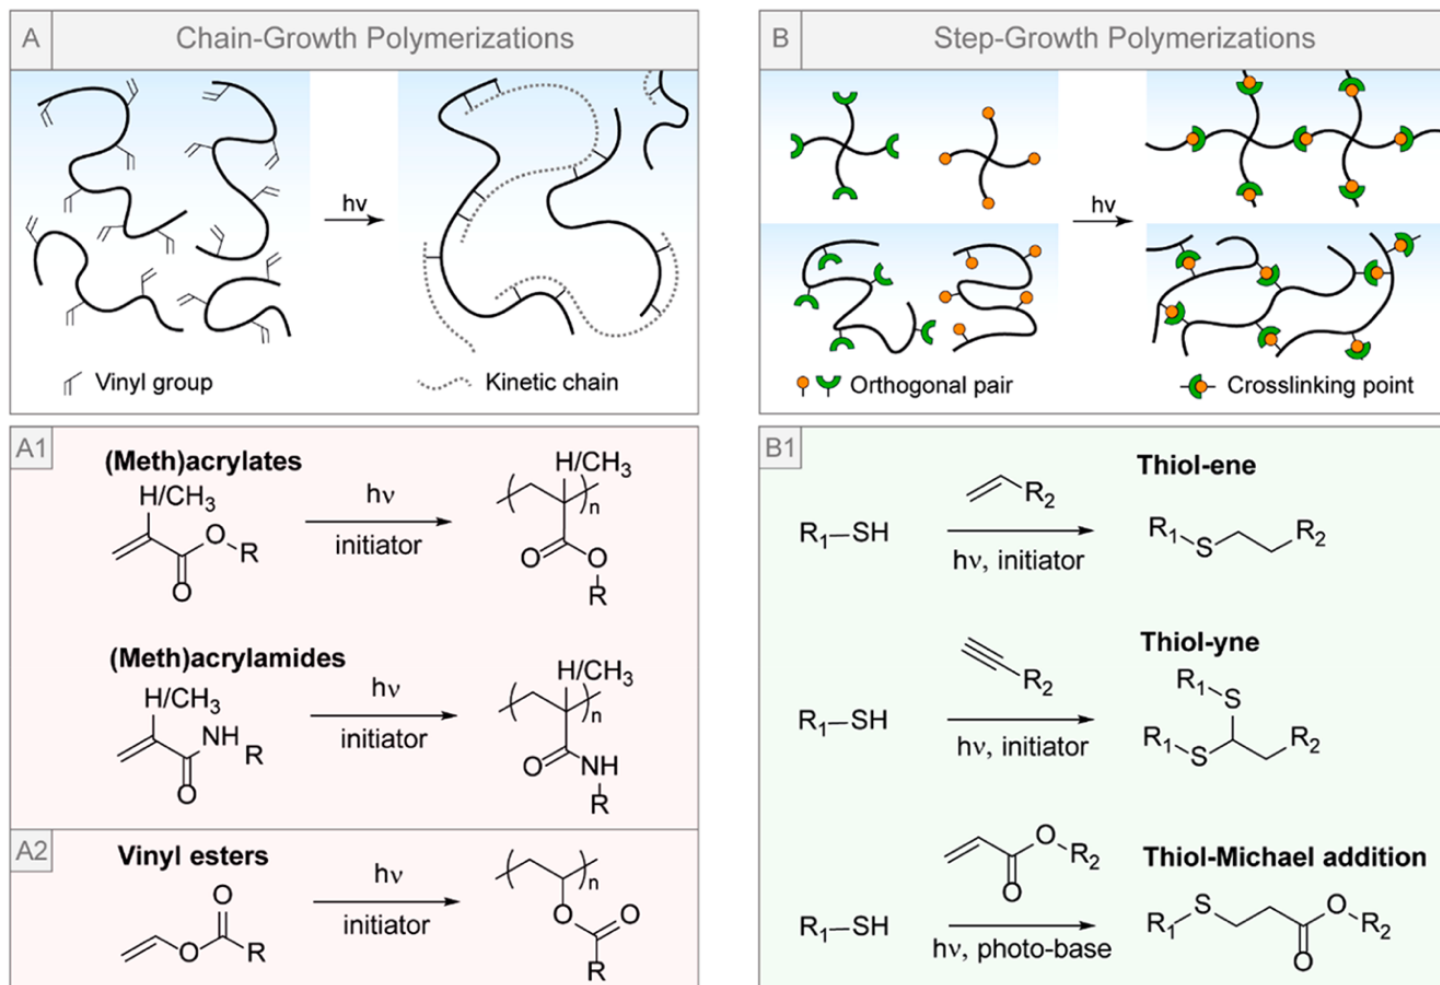 A
Chain-Growth Polymerizations
hν
Vinyl group
Kinetic chain
B
Step-Growth Polymerizations
hν
Orthogonal pair
Crosslinking point
A1
(Meth)acrylates
H/CH3
O
R
O
hν
initiator
H/CH3
n
O
O
R
(Meth)acrylamides
H/CH3
NH
R
O
hν
initiator
H/CH3
n
O
NH
R
A2
Vinyl esters
O
O
R
hν
initiator
n
O
O
R
B1
Thiol-ene
R1–SH
R2
hν, initiator
R1
S
R2
Thiol-yne
R1–SH
R2
hν, initiator
R1
S
R1
S
R2
Thiol-Michael addition
R1–SH
O
R2
O
hν, photo-base
R1
S
O
R2
O